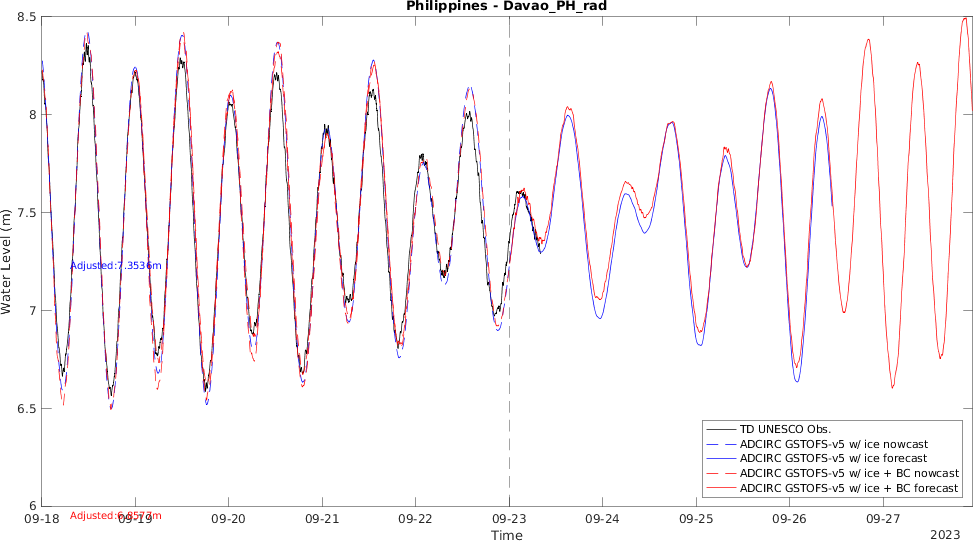 Philippines - Davao_PH_rad
Water Level (m)
8.5
8
7.5
7
6.5
6
Adjusted:7.3536m
Adjusted:6.8577m
TD UNESCO Obs.
ADCIRC GSTOFS-v5 w/ ice nowcast
ADCIRC GSTOFS-v5 w/ ice forecast
ADCIRC GSTOFS-v5 w/ ice + BC nowcast
ADCIRC GSTOFS-v5 w/ ice + BC forecast
09-18 09-19 09-20 09-21 09-22 09-23 09-24 09-25 09-26 09-27
Time
2023